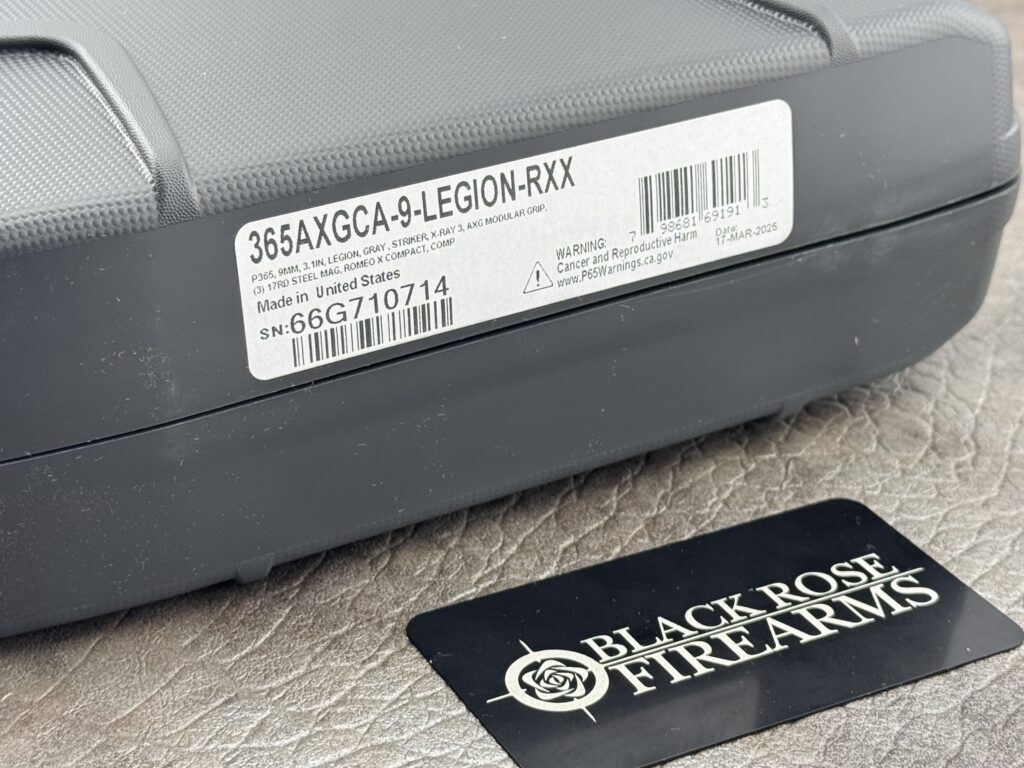 365AXGCA-9-LEGION-RXX
P365, 9MM, 3.1IN, LEGION, GRAY, STRIKER, X-RAY 3, AXG MODULAR GRIP,
(3) 17RD STEEL MAG, ROMEO X COMPACT, COMP
Made in United States
SN:66G710714
WARNING:
Cancer and Reproductive Harm
www.P65Warnings.ca.gov
7 98681 69191 3
Date:
17-MAR-2025
BLACK ROSE
FIREARMS